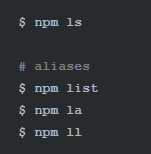 $ npm ls
# aliases
$ npm list
$ npm la
$ npm ll